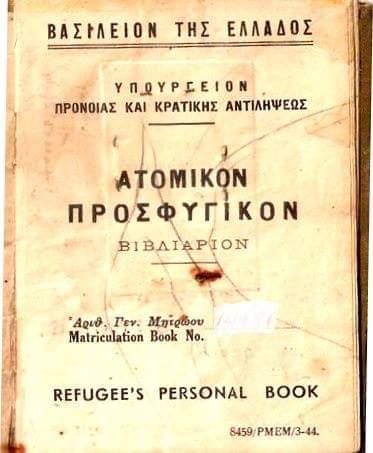 ΒΑΣΙΛΕΙΟΝ ΤΗΣ ΕΛΛΑΔΟΣ
ΥΠΟΥΡΓΕΙΟΝ
ΠΡΟΝΟΙΑΣ ΚΑΙ ΚΡΑΤΙΚΗΣ ΑΝΤΙΛΗΨΕΩΣ
ΑΤΟΜΙΚΟΝ
ΠΡΟΣΦΥΓΙΚΟΝ
ΒΙΒΛΙΑΡΙΟΝ
Ἀριθ. Γεν. Μητρώου
Matriculation Book No.
REFUGEE'S PERSONAL BOOK
8459/PMEM/3-44.